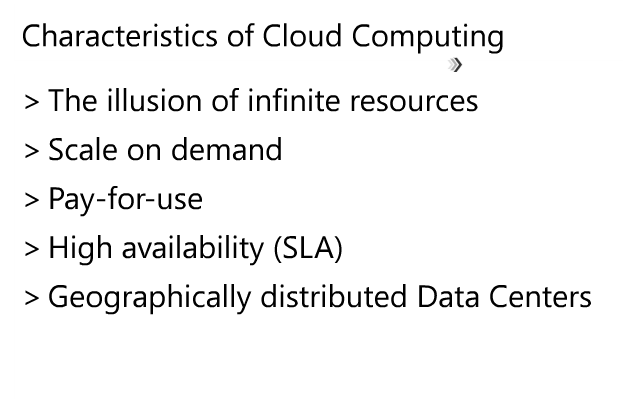 Characteristics of Cloud Computing
> The illusion of infinite resources
> Scale on demand
> Pay-for-use
> High availability (SLA)
> Geographically distributed Data Centers